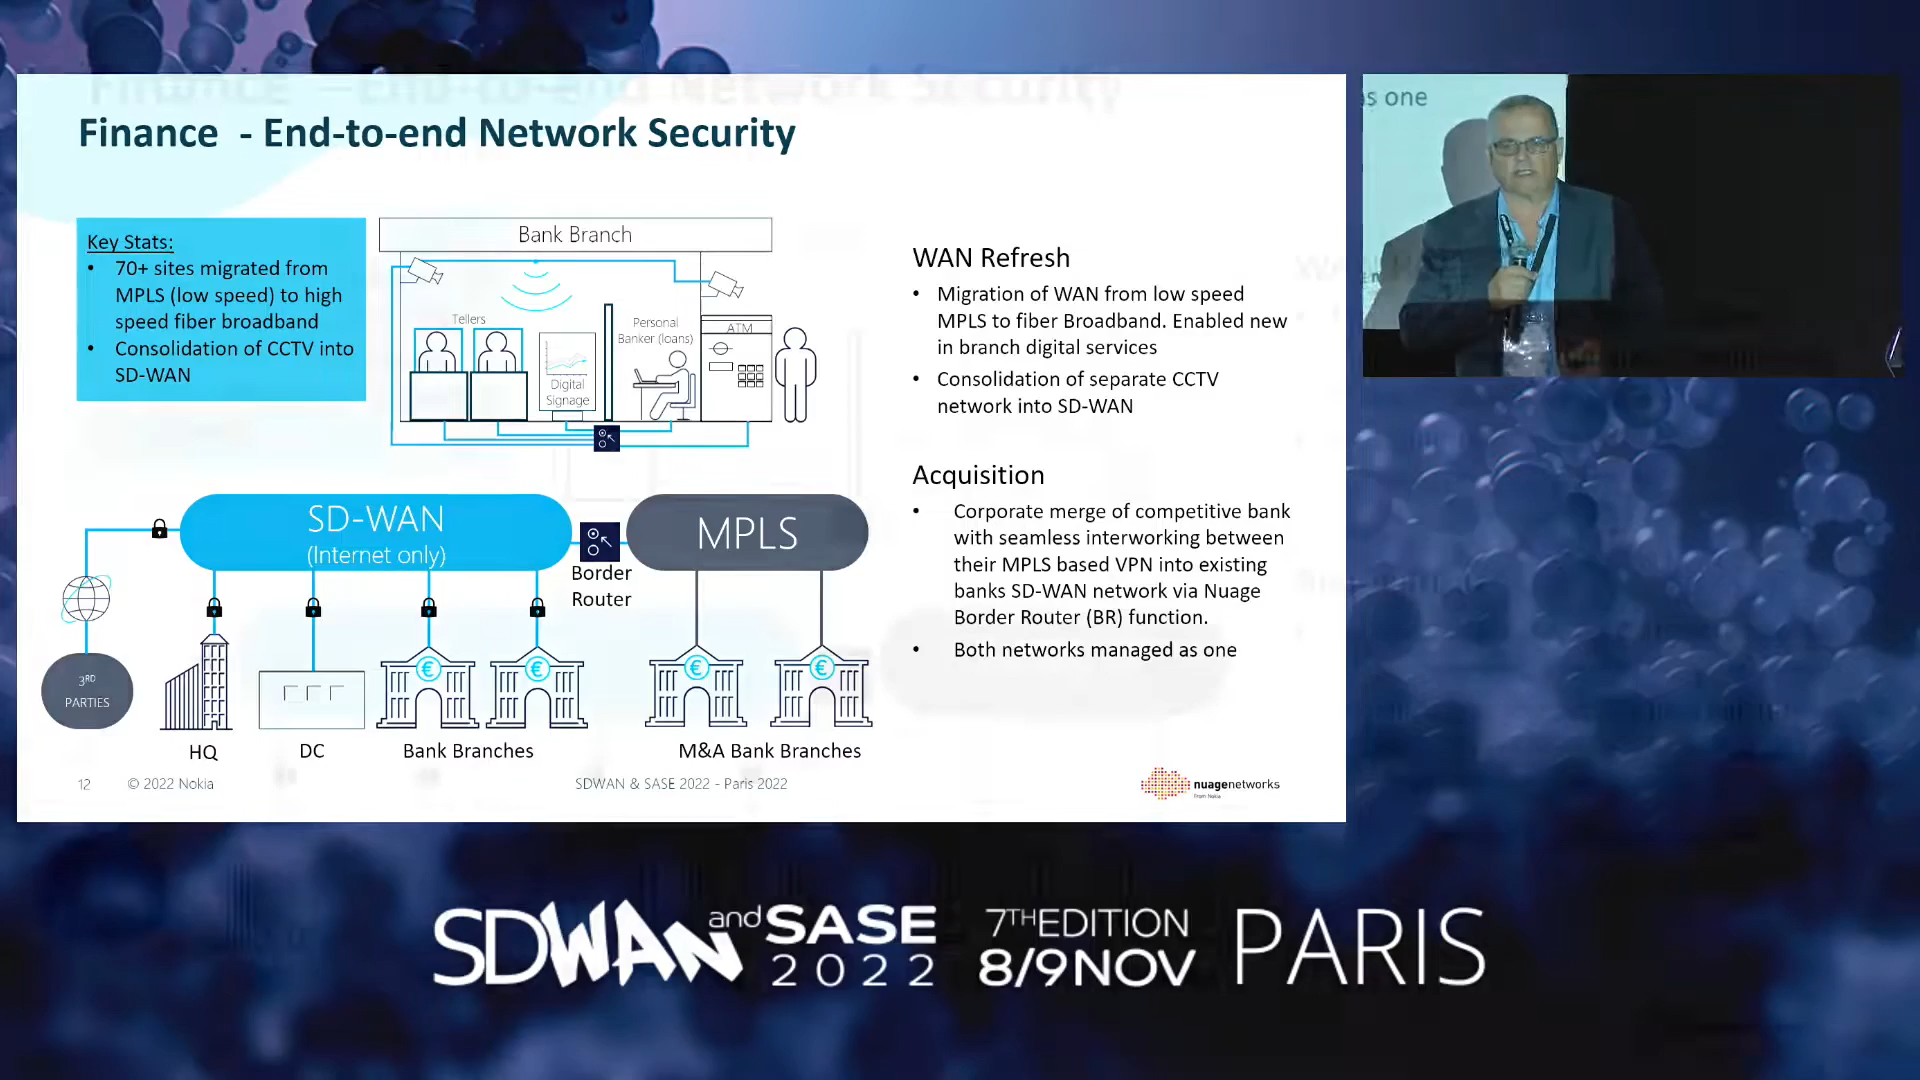 Finance - End-to-end Network Security
Key Stats:
• 70+ sites migrated from
MPLS (low speed) to high
speed fiber broadband
• Consolidation of CCTV into
SD-WAN
Bank Branch
Tellers
Digital
Signage
Personal
Banker (loans)
ATM
SD-WAN
(Internet only)
Border
Router
MPLS
3RD
PARTIES
€
€
€
€
HQ
DC
Bank Branches
M&A Bank Branches
WAN Refresh
• Migration of WAN from low speed
MPLS to fiber Broadband. Enabled new
in branch digital services
• Consolidation of separate CCTV
network into SD-WAN
Acquisition
• Corporate merge of competitive bank
with seamless interworking between
their MPLS based VPN into existing
banks SD-WAN network via Nuage
Border Router (BR) function.
• Both networks managed as one
12
© 2022 Nokia
SDWAN & SASE 2022 - Paris 2022
nuagenetworks
From Nokia
as one
SDWAN and SASE
2022
7THEDITION
8/9NOV
PARIS